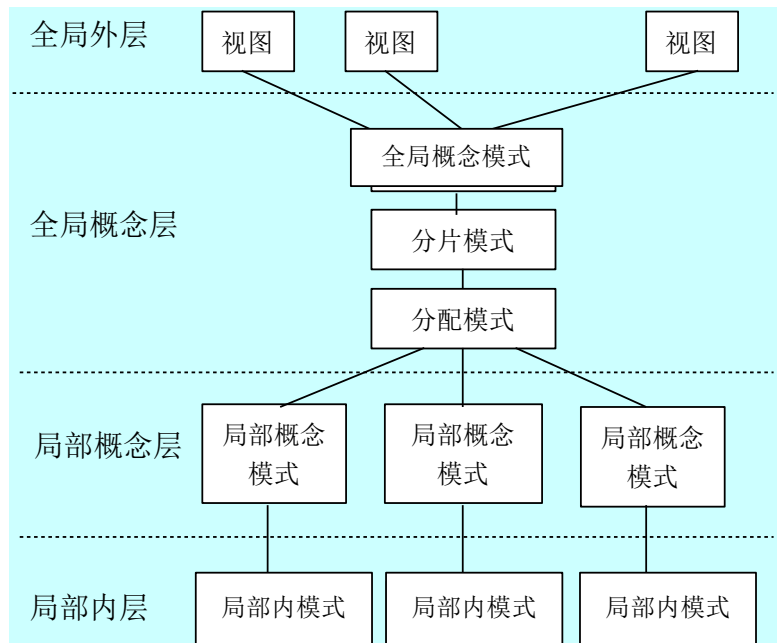 全局外层
视图
视图
视图
全局概念模式
全局概念层
分片模式
分配模式
局部概念层
局部概念
模式
局部概念
模式
局部概念
模式
局部内层
局部内模式
局部内模式
局部内模式